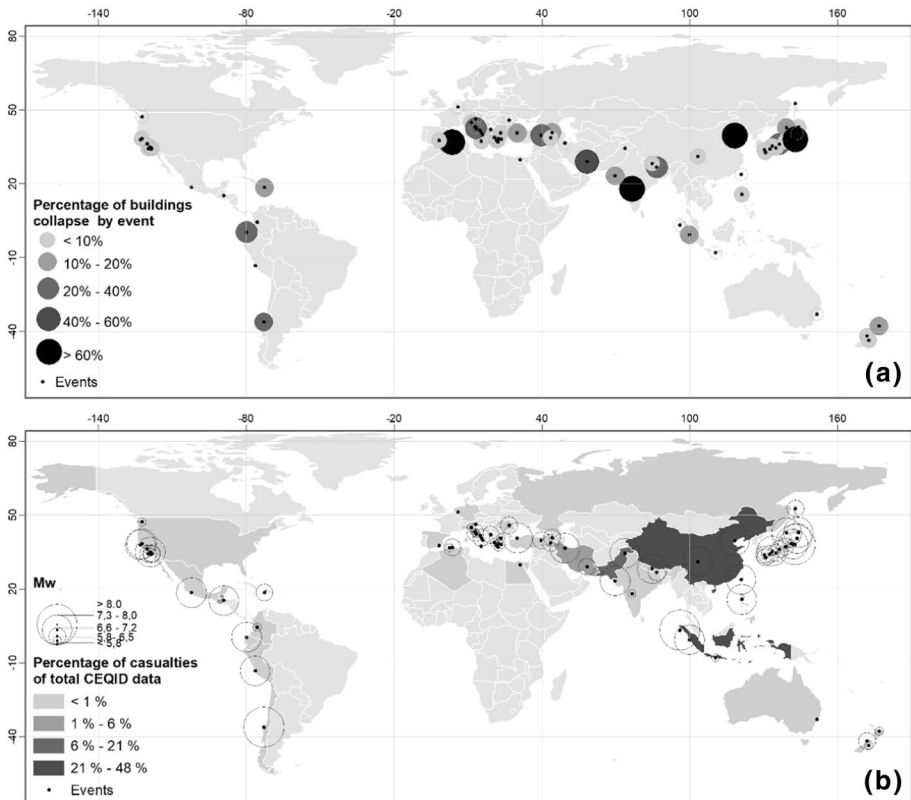 -140 -80 -20 40 100 160
80
50
20
-10
-40
Percentage of buildings
collapse by event
< 10%
10% - 20%
20% - 40%
40% - 60%
> 60%
Events
(a)
-140 -80 -20 40 100 160
80
50
20
-10
-40
Mw
> 8.0
7,3 - 8,0
6,6 - 7,2
5,8 - 6,5
< 5,8
Percentage of casualties
of total CEQID data
< 1 %
1 % - 6 %
6 % - 21 %
21 % - 48 %
Events
(b)